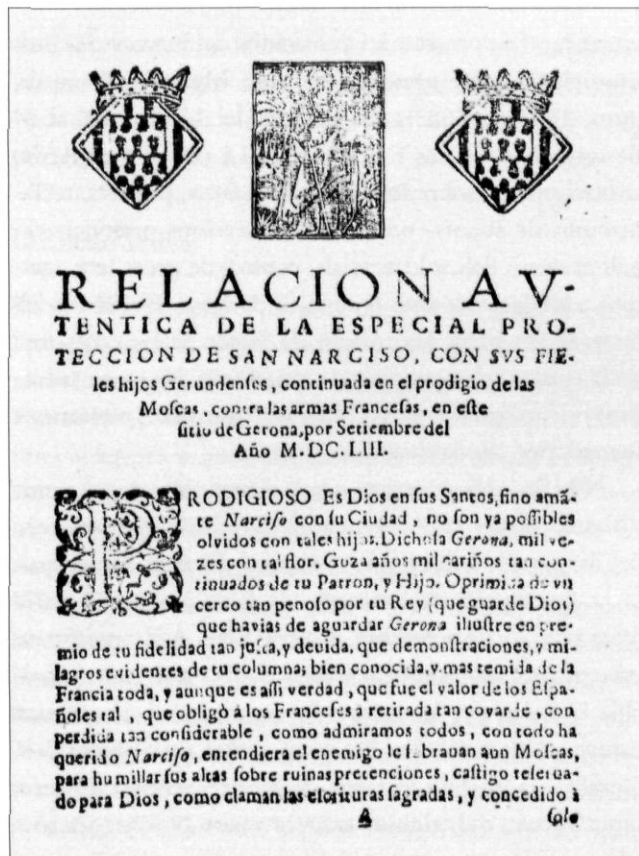 RELACION AV-
TENTICA DE LA ESPECIAL PRO-
TECCION DE SAN NARCISO, CON SVS FIE-
les hijos Gerundenses, continuada en el prodigio de las
Moscas, contra las armas Francesas, en este
sitio de Gerona, por Setiembre del
Año M.DC.LIII.
PRODIGIOSO Es Dios en sus Santos, fino amã-
te Narciso con su Ciudad, no son ya possibles
olvidos con tales hijos. Dichosa Gerona, mil ve-
zes con tal flor. Goza años mil cariños tan con-
tinuados de tu Patron, y Hijo. Oprimida de vn
cerco tan penoso por tu Rey (que guarde Dios)
que havias de aguardar Gerona illustre en pre-
mio de tu fidelidad tan justa, y devida, que demonstraciones, y mi-
lagros evidentes de tu columna; bien conocida, y mas temida de la
Francia toda, y aunque es assi verdad, que fue el valor de los Espa-
ñoles tal, que obligò à los Franceses a retirada tan covarde, con
perdida tan considerable, como admiramos todos, con todo ha
querido Narciso, entendiera el enemigo le sobrauan aun Moscas,
para humillar sus altas sobre ruinas pretenciones, castigo reserua-
do para Dios, como claman las escrituras sagradas, y concedido à
A solo